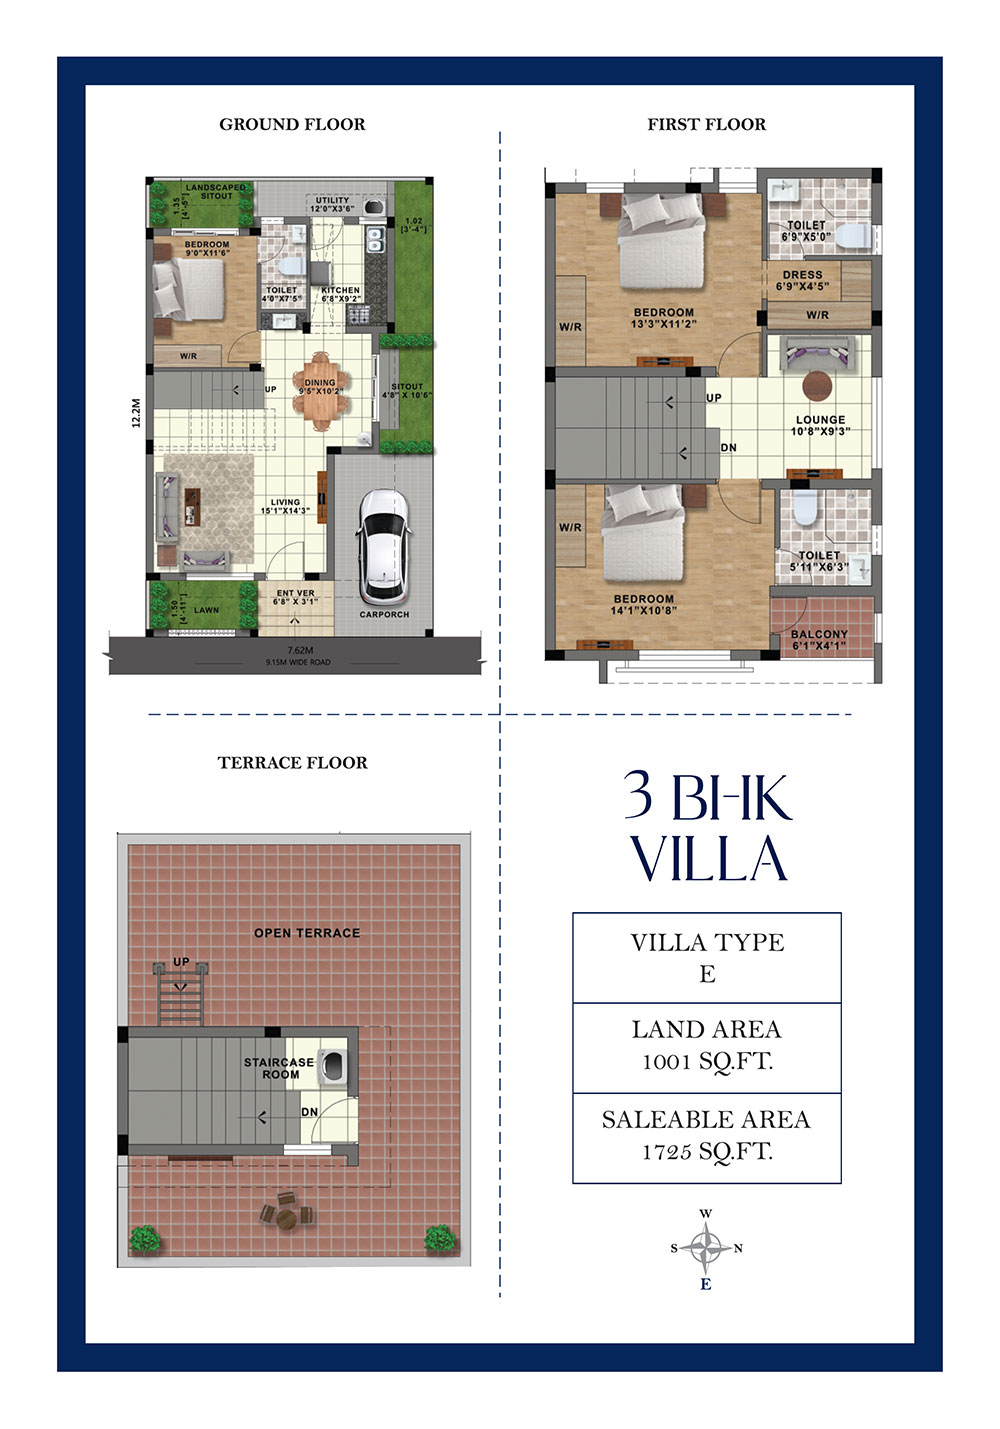 GROUND FLOOR
LANDSCAPED
SITOUT
1.35
[4'-5"]
UTILITY
12'0"X3'6"
1.02
[3'-4"]
BEDROOM
9'0"X11'6"
TOILET
4'0"X7'5"
KITCHEN
6'8"X9'2"
W/R
UP
DINING
9'5"X10'2"
SITOUT
4'8" X 10'6"
12.2M
LIVING
15'1"X14'3"
1.50
[4'-11"]
LAWN
ENT VER
6'8" X 3'1"
CARPORCH
7.62M
9.15M WIDE ROAD
FIRST FLOOR
TOILET
6'9"X5'0"
DRESS
6'9"X4'5"
W/R
BEDROOM
13'3"X11'2"
W/R
UP
LOUNGE
10'8"X9'3"
DN
W/R
TOILET
5'11"X6'3"
BEDROOM
14'1"X10'8"
BALCONY
6'1"X4'1"
TERRACE FLOOR
OPEN TERRACE
UP
STAIRCASE
ROOM
DN
3 BHK
VILLA
VILLA TYPE
E
LAND AREA
1001 SQ.FT.
SALEABLE AREA
1725 SQ.FT.
W
S
N
E